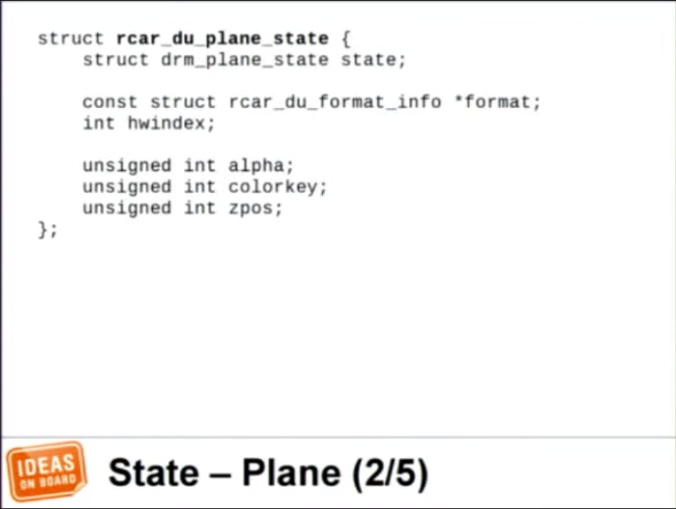 struct rcar_du_plane_state {
    struct drm_plane_state state;

    const struct rcar_du_format_info *format;
    int hwindex;

    unsigned int alpha;
    unsigned int colorkey;
    unsigned int zpos;
};
IDEAS
ON BOARD
State – Plane (2/5)